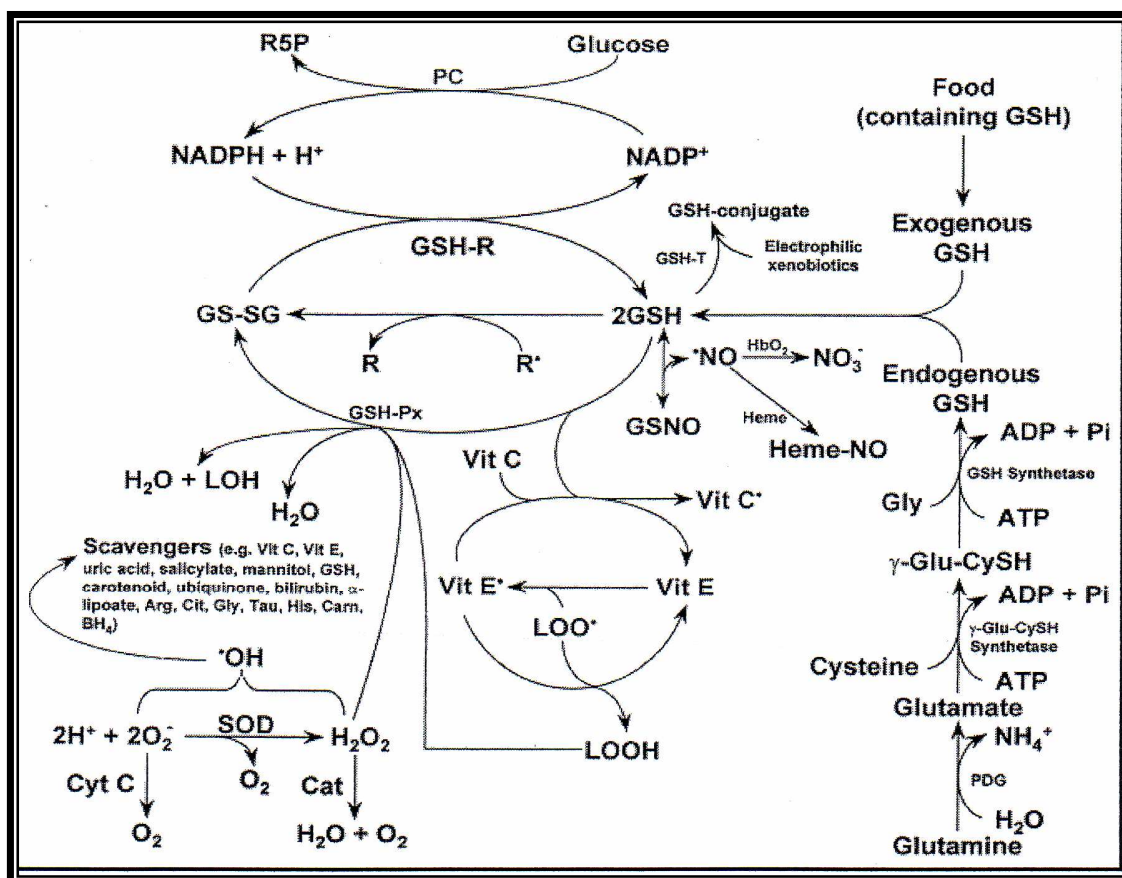 R5P
Glucose
PC
NADPH + H⁺
NADP⁺
Food
(containing GSH)
GSH-R
GSH-conjugate
GSH-T
Electrophilic
xenobiotics
Exogenous
GSH
GS-SG
2GSH
R
R•
•NO
HbO₂
NO₃⁻
GSNO
Heme
Heme-NO
Endogenous
GSH
GSH-Px
H₂O + LOH
H₂O
Vit C
Vit C•
ADP + Pi
GSH Synthetase
Gly
ATP
γ-Glu-CySH
Scavengers (e.g. Vit C, Vit E,
uric acid, salicylate, mannitol, GSH,
carotenoid, ubiquinone, bilirubin, α-
lipoate, Arg, Cit, Gly, Tau, His, Carn,
BH₄)
Vit E•
Vit E
LOO•
ADP + Pi
γ-Glu-CySH
Synthetase
Cysteine
ATP
Glutamate
•OH
2H⁺ + 2O₂⁻
SOD
H₂O₂
O₂
LOOH
Cyt C
Cat
O₂
H₂O + O₂
NH₄⁺
PDG
H₂O
Glutamine